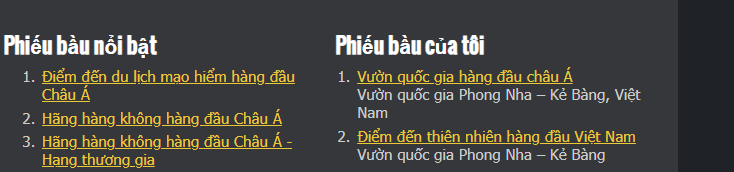 Phiếu bầu nổi bật
1. Điểm đến du lịch mạo hiểm hàng đầu
Châu Á
2. Hãng hàng không hàng đầu Châu Á
3. Hãng hàng không hàng đầu Châu Á -
Hang thương gia
Phiếu bầu của tôi
1. Vườn quốc gia hàng đầu châu Á
Vườn quốc gia Phong Nha – Kẻ Bàng, Việt
Nam
2. Điểm đến thiên nhiên hàng đầu Việt Nam
Vườn quốc gia Phong Nha – Kẻ Bàng